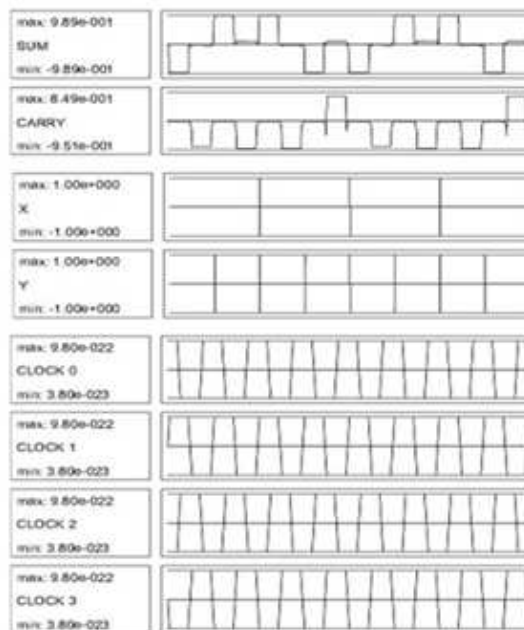 max: 9.89e-001
SUM
min: -9.89e-001
max: 8.49e-001
CARRY
min: -9.51e-001
max: 1.00e+000
X
min: -1.00e+000
max: 1.00e+000
Y
min: -1.00e+000
max: 9.80e-022
CLOCK 0
min: 3.80e-023
max: 9.80e-022
CLOCK 1
min: 3.80e-023
max: 9.80e-022
CLOCK 2
min: 3.80e-023
max: 9.80e-022
CLOCK 3
min: 3.80e-023